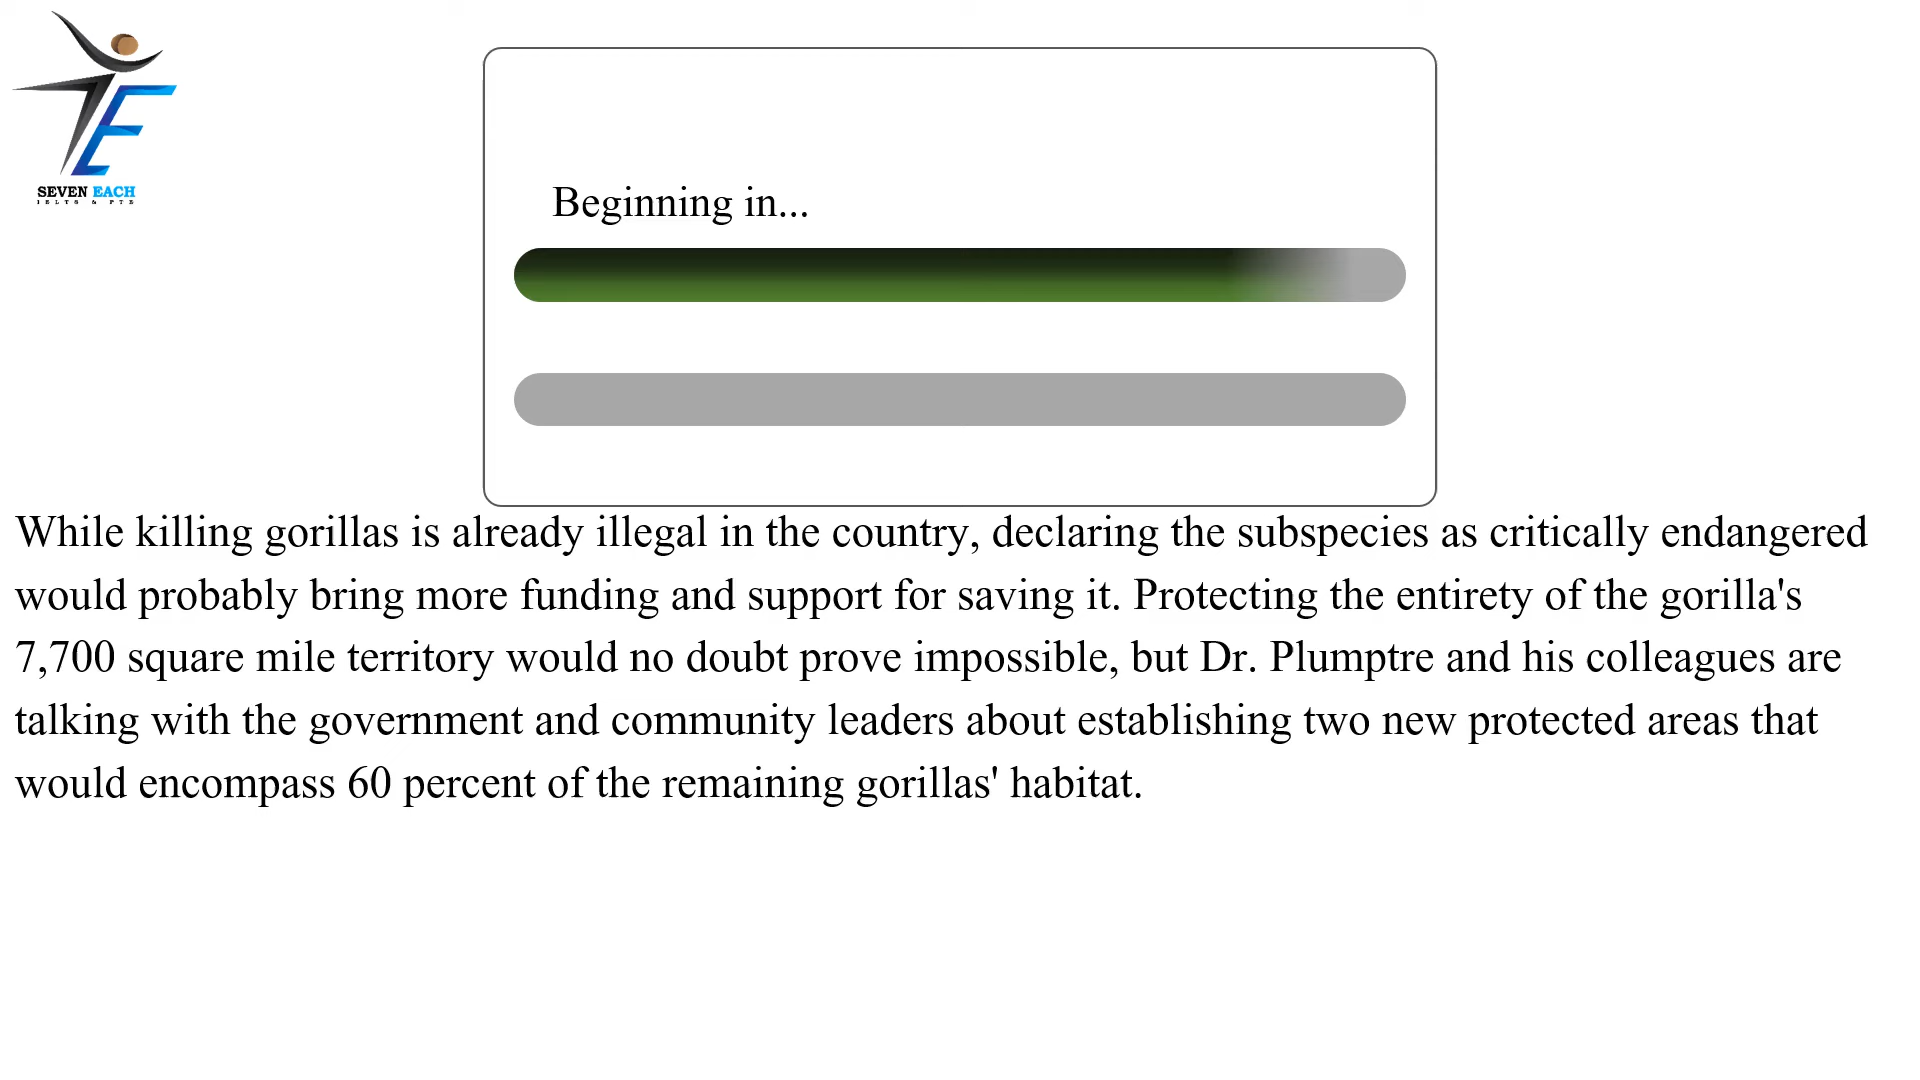 SEVEN EACH
IELTS & PTE
Beginning in...
While killing gorillas is already illegal in the country, declaring the subspecies as critically endangered
would probably bring more funding and support for saving it. Protecting the entirety of the gorilla's
7,700 square mile territory would no doubt prove impossible, but Dr. Plumptre and his colleagues are
talking with the government and community leaders about establishing two new protected areas that
would encompass 60 percent of the remaining gorillas' habitat.